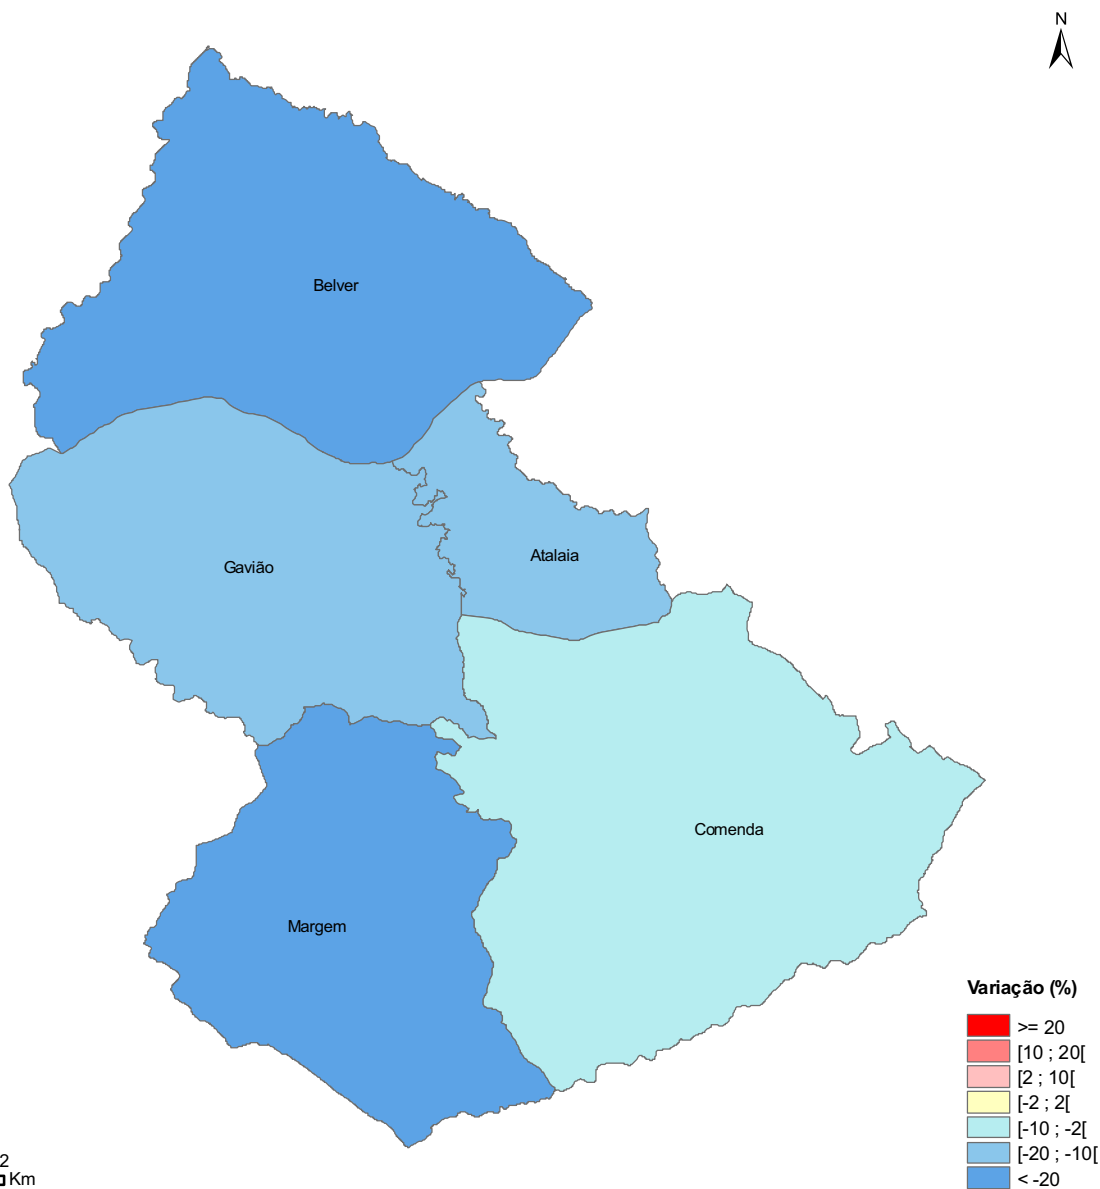 N
Belver
Atalaia
Gavião
Comenda
Margem
Variação (%)
>= 20
[10 ; 20[
[2 ; 10[
[-2 ; 2[
[-10 ; -2[
[-20 ; -10[
< -20
2
Km